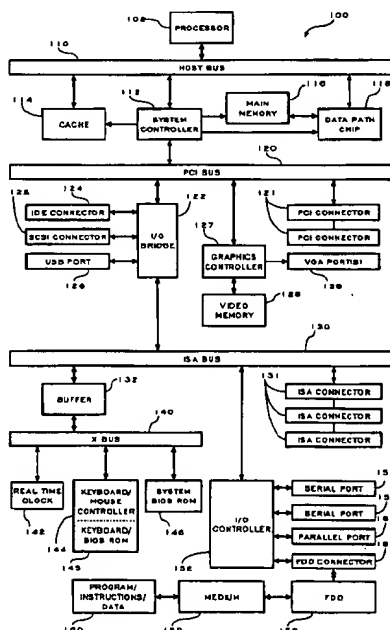 102
PROCESSOR
100
110
HOST BUS
114
CACHE
112
SYSTEM CONTROLLER
116
MAIN MEMORY
118
DATA PATH CHIP
120
PCI BUS
124
IDE CONNECTOR
SCSI CONNECTOR
USB PORT
126
122
I/O BRIDGE
127
GRAPHICS CONTROLLER
VIDEO MEMORY
128
121
PCI CONNECTOR
PCI CONNECTOR
VGA PORT(S)
130
ISA BUS
132
BUFFER
131
ISA CONNECTOR
ISA CONNECTOR
ISA CONNECTOR
140
X BUS
REAL TIME CLOCK
142
KEYBOARD/ MOUSE CONTROLLER
144
KEYBOARD/ BIOS ROM
145
SYSTEM BIOS ROM
146
I/O CONTROLLER
152
SERIAL PORT
SERIAL PORT
PARALLEL PORT
FDD CONNECTOR
PROGRAM/ INSTRUCTIONS/ DATA
MEDIUM
FDD